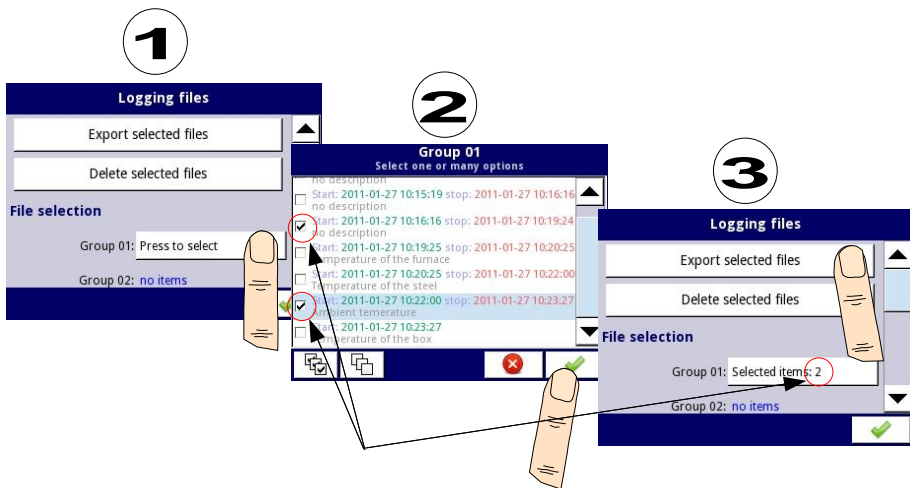 1
Logging files
Export selected files
Delete selected files
File selection
Group 01: Press to select
Group 02: no items
2
Group 01
Select one or many options
no description
Start: 2011-01-27 10:15:19 stop: 2011-01-27 10:16:16
no description
Start: 2011-01-27 10:16:16 stop: 2011-01-27 10:19:24
no description
Start: 2011-01-27 10:19:25 stop: 2011-01-27 10:20:25
Temperature of the furnace
Start: 2011-01-27 10:20:25 stop: 2011-01-27 10:22:00
Temperature of the steel
Start: 2011-01-27 10:22:00 stop: 2011-01-27 10:23:27
Ambient temerature
Start: 2011-01-27 10:23:27
Temperature of the box
3
Logging files
Export selected files
Delete selected files
File selection
Group 01: Selected items: 2
Group 02: no items